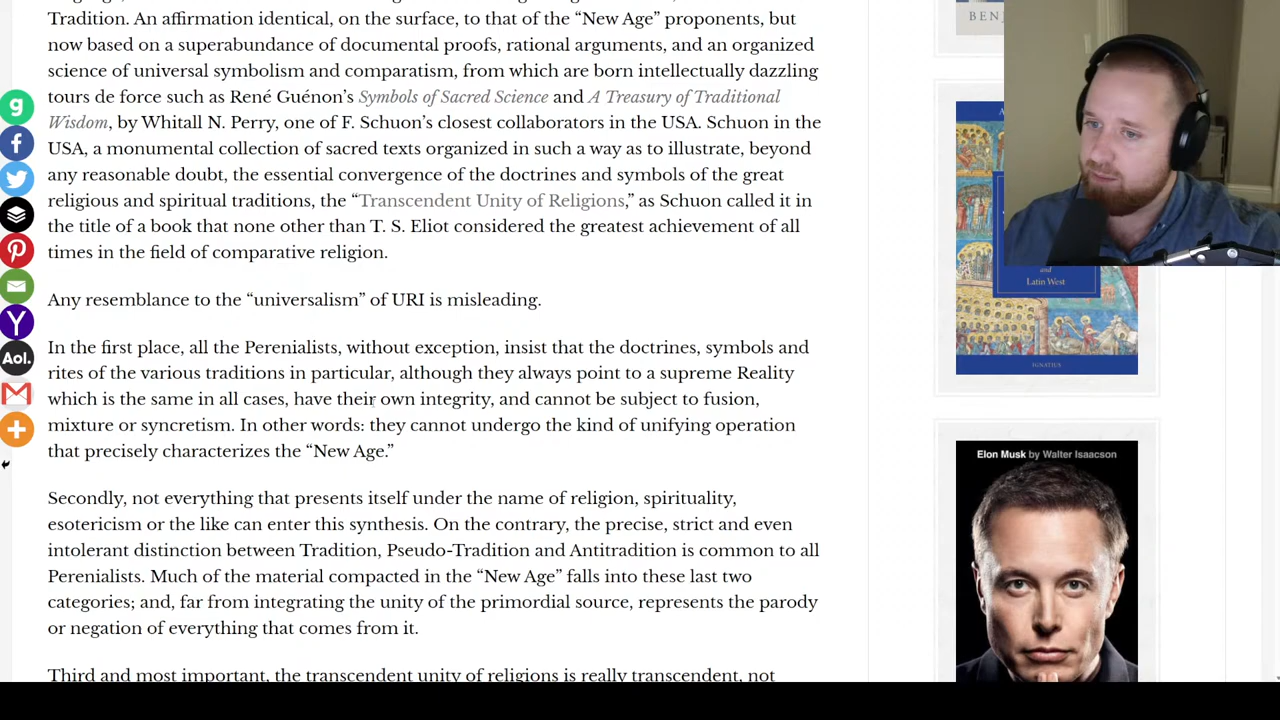 Tradition. An affirmation identical, on the surface, to that of the “New Age” proponents, but
now based on a superabundance of documental proofs, rational arguments, and an organized
science of universal symbolism and comparatism, from which are born intellectually dazzling
tours de force such as René Guénon’s Symbols of Sacred Science and A Treasury of Traditional
Wisdom, by Whitall N. Perry, one of F. Schuon’s closest collaborators in the USA. Schuon in the
USA, a monumental collection of sacred texts organized in such a way as to illustrate, beyond
any reasonable doubt, the essential convergence of the doctrines and symbols of the great
religious and spiritual traditions, the “Transcendent Unity of Religions,” as Schuon called it in
the title of a book that none other than T. S. Eliot considered the greatest achievement of all
times in the field of comparative religion.
Any resemblance to the “universalism” of URI is misleading.
In the first place, all the Perenialists, without exception, insist that the doctrines, symbols and
rites of the various traditions in particular, although they always point to a supreme Reality
which is the same in all cases, have their own integrity, and cannot be subject to fusion,
mixture or syncretism. In other words: they cannot undergo the kind of unifying operation
that precisely characterizes the “New Age.”
Secondly, not everything that presents itself under the name of religion, spirituality,
esotericism or the like can enter this synthesis. On the contrary, the precise, strict and even
intolerant distinction between Tradition, Pseudo-Tradition and Antitradition is common to all
Perenialists. Much of the material compacted in the “New Age” falls into these last two
categories; and, far from integrating the unity of the primordial source, represents the parody
or negation of everything that comes from it.
Third and most important, the transcendent unity of religions is really transcendent, not
Aol.
BENJ
and
Latin West
IGNATIUS
Elon Musk by Walter Isaacson